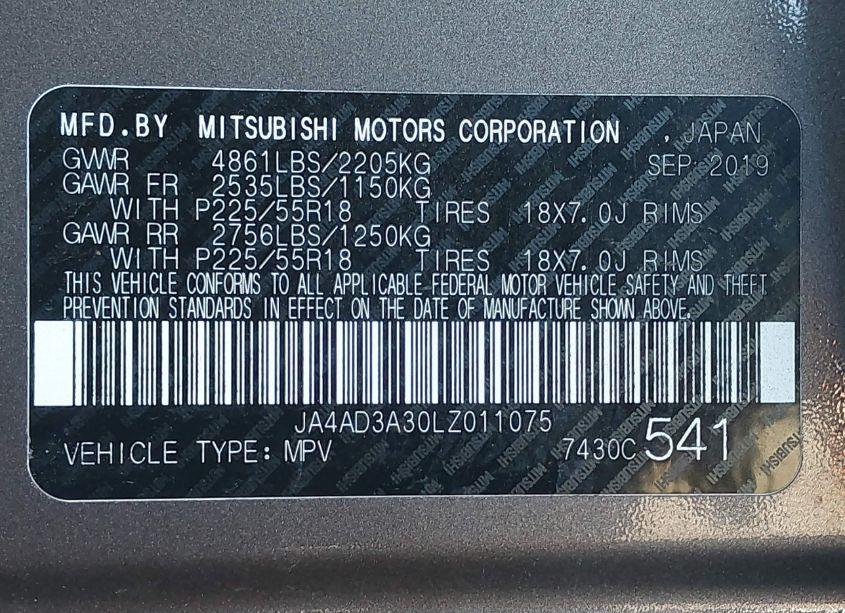 MFD.BY MITSUBISHI MOTORS CORPORATION , JAPAN
GVWR 4861LBS/2205KG SEP 2019
GAWR FR 2535LBS/1150KG
WITH P225/55R18 TIRES 18X7.0J RIMS
GAWR RR 2756LBS/1250KG
WITH P225/55R18 TIRES 18X7.0J RIMS
THIS VEHICLE CONFORMS TO ALL APPLICABLE FEDERAL MOTOR VEHICLE SAFETY AND THEFT
PREVENTION STANDARDS IN EFFECT ON THE DATE OF MANUFACTURE SHOWN ABOVE.
JA4AD3A30LZ011075
VEHICLE TYPE: MPV 7430C 541